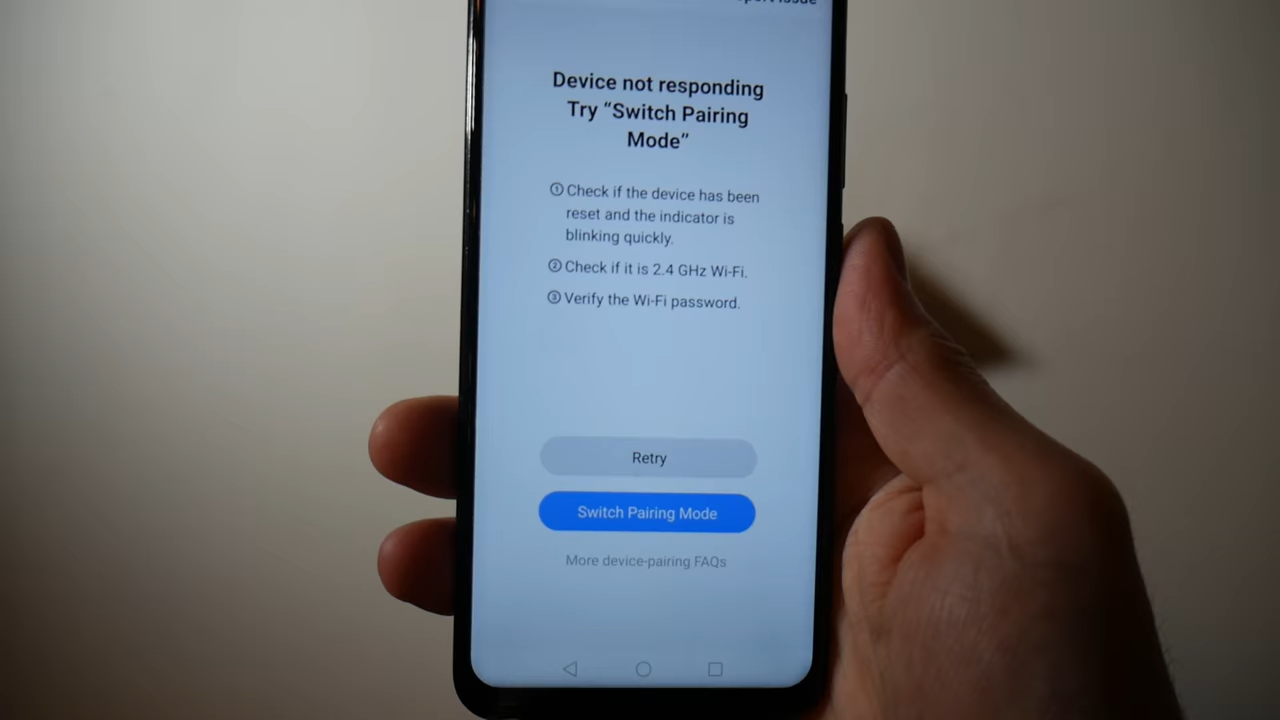 Issue
Device not responding
Try “Switch Pairing
Mode”
① Check if the device has been
reset and the indicator is
blinking quickly.
② Check if it is 2.4 GHz Wi-Fi.
③ Verify the Wi-Fi password.
Retry
Switch Pairing Mode
More device-pairing FAQs